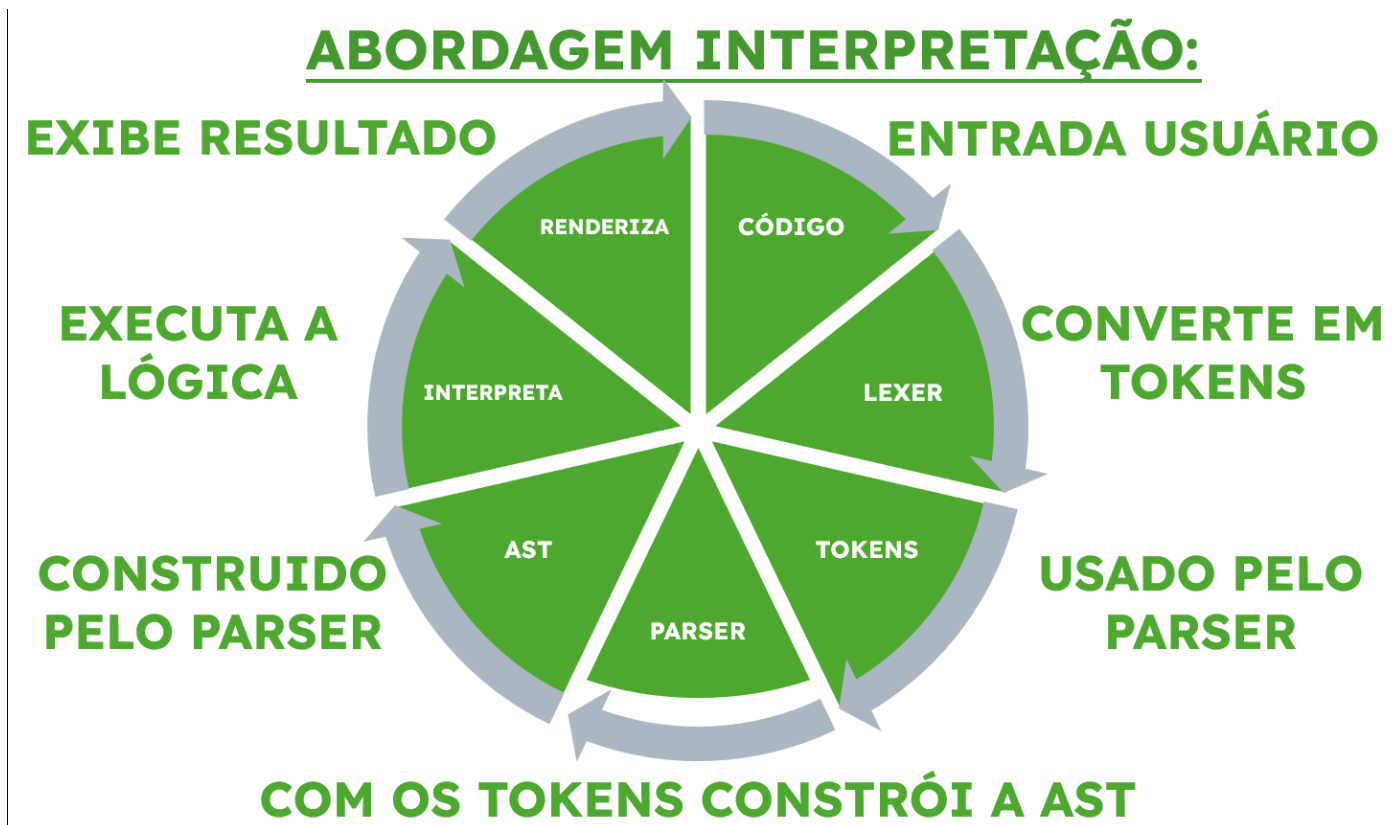 ABORDAGEM INTERPRETAÇÃO:
EXIBE RESULTADO
ENTRADA USUÁRIO
RENDERIZA
CÓDIGO
EXECUTA A
LÓGICA
CONVERTE EM
TOKENS
INTERPRETA
LEXER
AST
TOKENS
CONSTRUIDO
PELO PARSER
USADO PELO
PARSER
PARSER
COM OS TOKENS CONSTRÓI A AST